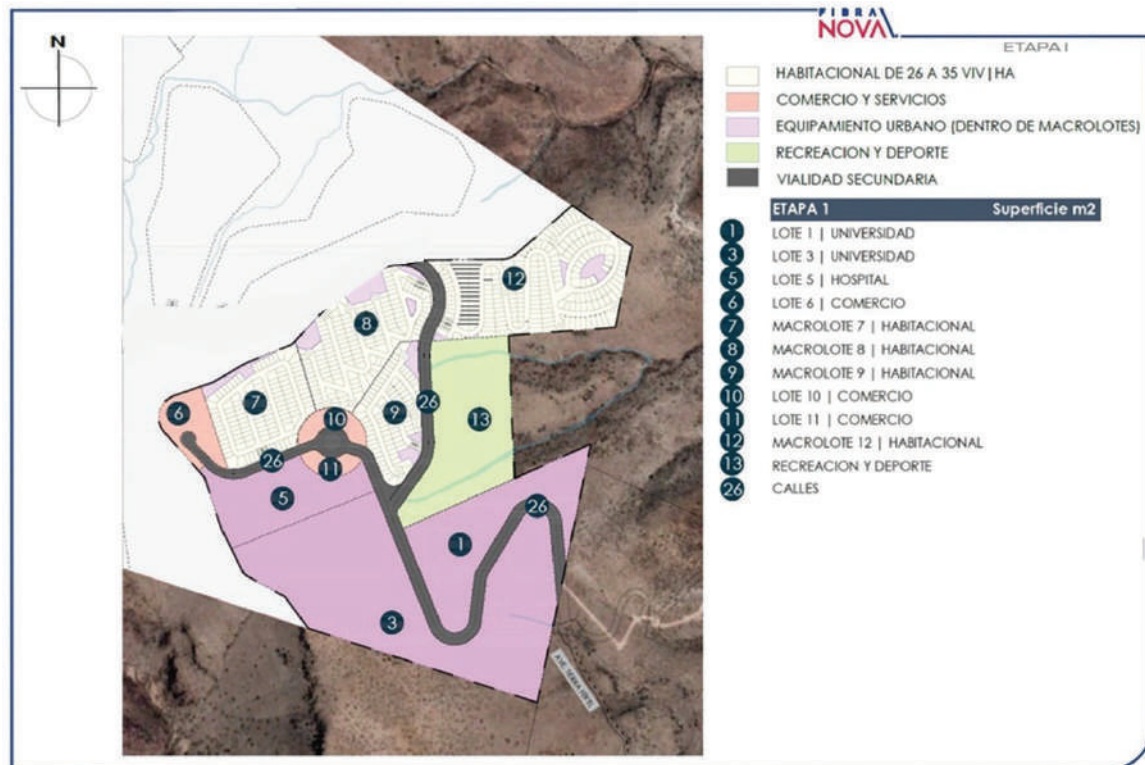 FIBRA
NOVA
ETAPA I
N
HABITACIONAL DE 26 A 35 VIV|HA
COMERCIO Y SERVICIOS
EQUIPAMIENTO URBANO (DENTRO DE MACROLOTES)
RECREACION Y DEPORTE
VIALIDAD SECUNDARIA
ETAPA 1 Superficie m2
1 LOTE 1 | UNIVERSIDAD
3 LOTE 3 | UNIVERSIDAD
5 LOTE 5 | HOSPITAL
6 LOTE 6 | COMERCIO
7 MACROLOTE 7 | HABITACIONAL
8 MACROLOTE 8 | HABITACIONAL
9 MACROLOTE 9 | HABITACIONAL
10 LOTE 10 | COMERCIO
11 LOTE 11 | COMERCIO
12 MACROLOTE 12 | HABITACIONAL
13 RECREACION Y DEPORTE
26 CALLES
12
8
7
9
26
6
10
13
26
11
5
26
1
3
AVE.